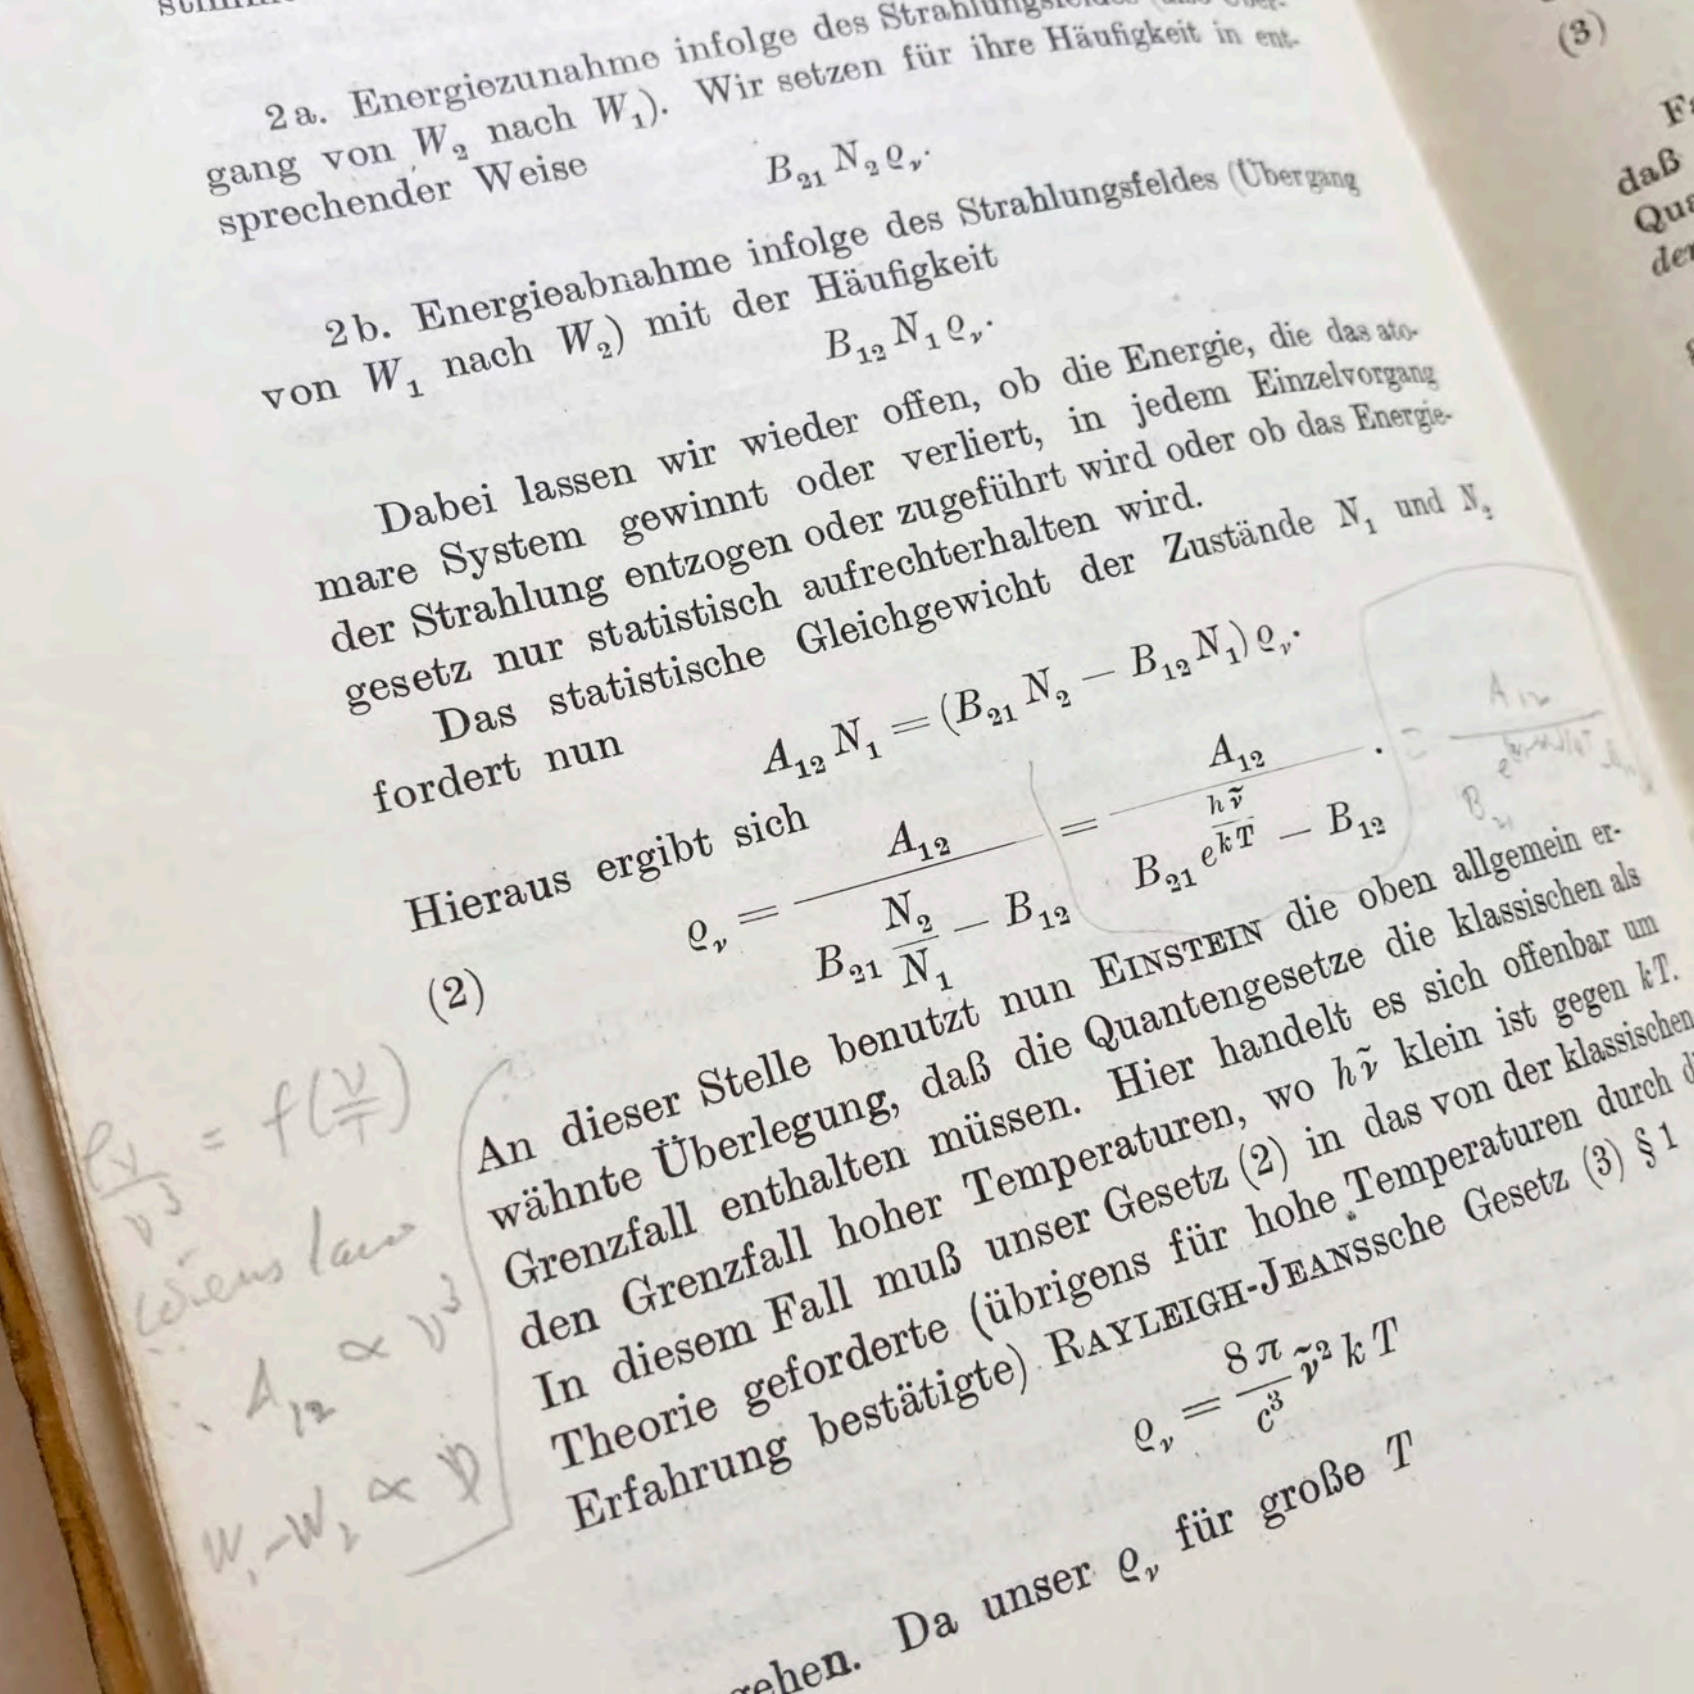 2a. Energiezunahme infolge des Strahlungsfeldes
gang von W₂ nach W₁). Wir setzen für ihre Häufigkeit in ent-
sprechender Weise
B₂₁ N₂ ϱ_ν.
2b. Energieabnahme infolge des Strahlungsfeldes (Übergang
von W₁ nach W₂) mit der Häufigkeit
B₁₂ N₁ ϱ_ν.
Dabei lassen wir wieder offen, ob die Energie, die das ato-
mare System gewinnt oder verliert, in jedem Einzelvorgang
der Strahlung entzogen oder zugeführt wird oder ob das Energie-
gesetz nur statistisch aufrechterhalten wird.
Das statistische Gleichgewicht der Zustände N₁ und N₂
fordert nun
A₁₂ N₁ = (B₂₁ N₂ − B₁₂ N₁) ϱ_ν.
Hieraus ergibt sich
(2) ϱ_ν = A₁₂ / (B₂₁ N₂/N₁ − B₁₂) = A₁₂ / (B₂₁ e^(hν̃/kT) − B₁₂).
= A₁₂
B₂₁ e
An dieser Stelle benutzt nun EINSTEIN die oben allgemein er-
wähnte Überlegung, daß die Quantengesetze die klassischen als
Grenzfall enthalten müssen. Hier handelt es sich offenbar um
den Grenzfall hoher Temperaturen, wo hν̃ klein ist gegen kT.
In diesem Fall muß unser Gesetz (2) in das von der klassischen
Theorie geforderte (übrigens für hohe Temperaturen durch
Erfahrung bestätigte) RAYLEIGH-JEANSsche Gesetz (3) § 1
ϱ_ν = 8π/c³ ν̃² k T
gehen. Da unser ϱ_ν für große T
ρ_ν/ν³ = f(ν/T)
Wiens law
∴ A₁₂ ∝ ν³
W₁−W₂ ∝ ν
(3)
daß